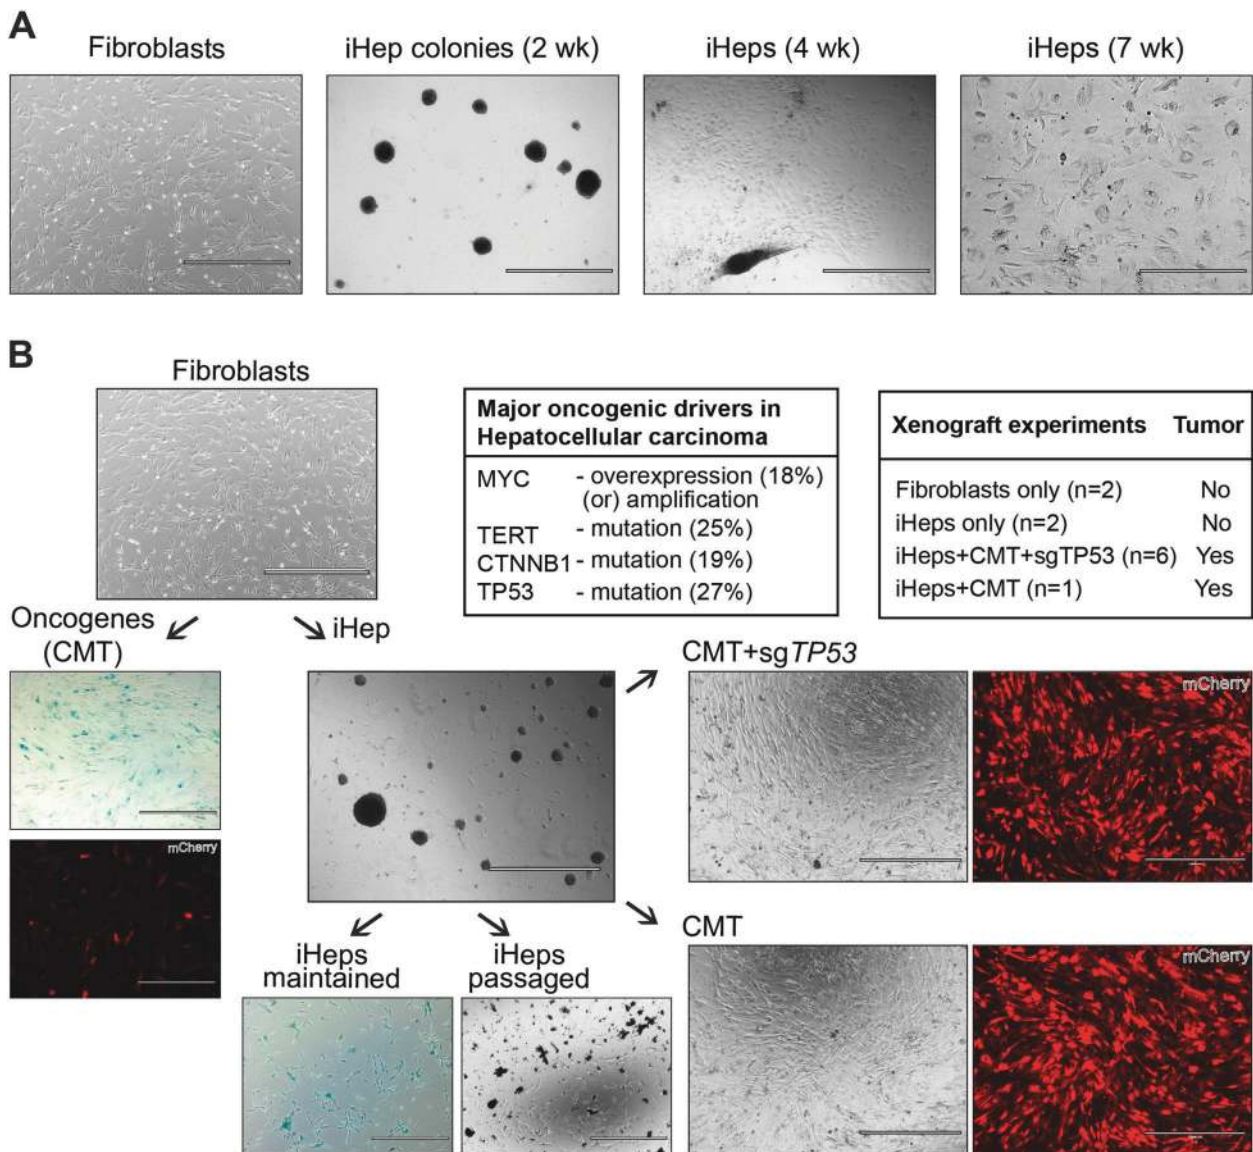 A
Fibroblasts
iHep colonies (2 wk)
iHeps (4 wk)
iHeps (7 wk)
B
Fibroblasts
Major oncogenic drivers in
Hepatocellular carcinoma
MYC - overexpression (18%)
(or) amplification
TERT - mutation (25%)
CTNNB1 - mutation (19%)
TP53 - mutation (27%)
Xenograft experiments Tumor
Fibroblasts only (n=2) No
iHeps only (n=2) No
iHeps+CMT+sgTP53 (n=6) Yes
iHeps+CMT (n=1) Yes
Oncogenes
(CMT)
iHep
mCherry
iHeps
maintained
iHeps
passaged
CMT+sgTP53
mCherry
CMT
mCherry